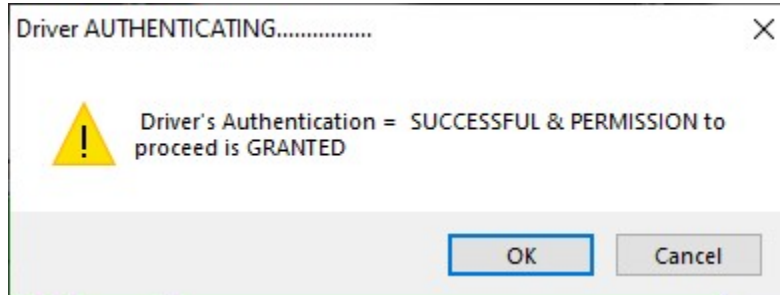 Driver AUTHENTICATING................
Driver's Authentication =  SUCCESSFUL & PERMISSION to
proceed is GRANTED
OK
Cancel